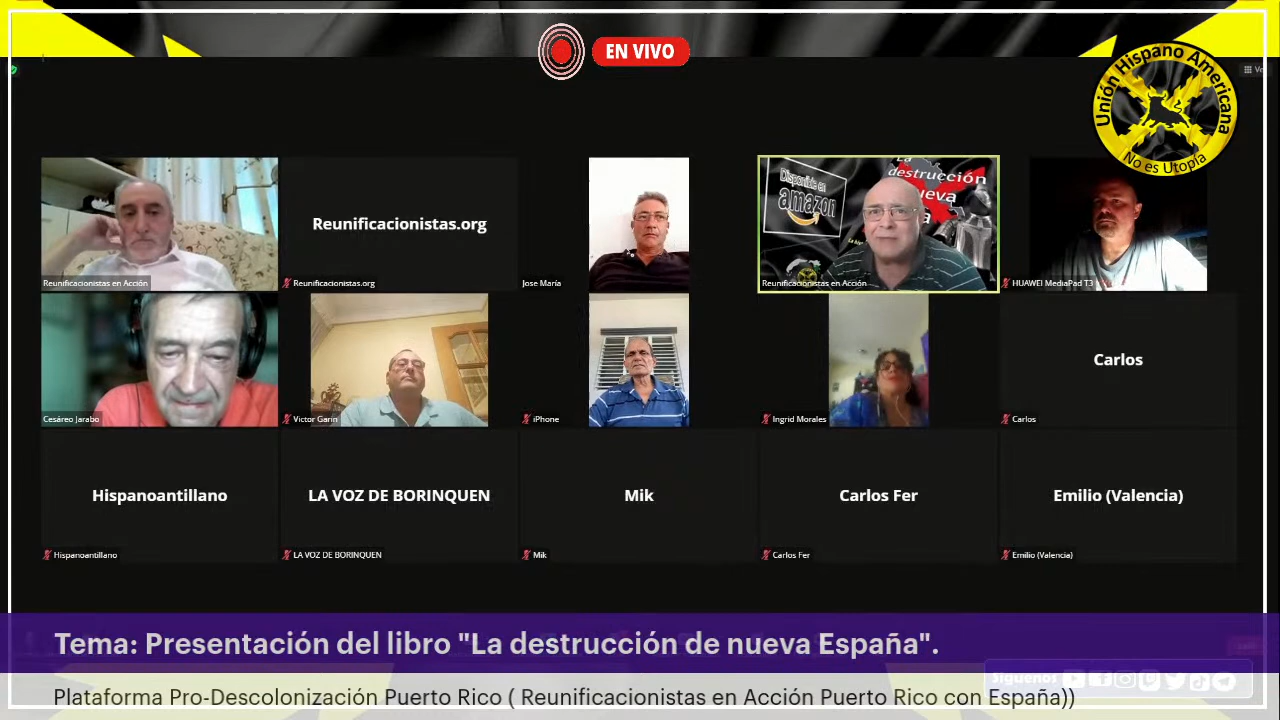 EN VIVO
Unión Hispano Americana
No es Utopía
Reunificacionistas en Acción
Reunificacionistas.org
Reunificacionistas.org
Jose María
Disponible en
amazon
La
destrucción
Reunificacionistas en Acción
HUAWEI MediaPad T3
Cesáreo Jarabo
Victor Garin
iPhone
Ingrid Morales
Carlos
Carlos
Hispanoantillano
Hispanoantillano
LA VOZ DE BORINQUEN
LA VOZ DE BORINQUEN
Mik
Mik
Carlos Fer
Carlos Fer
Emilio (Valencia)
Emilio (Valencia)
Tema: Presentación del libro "La destrucción de nueva España".
Síguenos
Plataforma Pro-Descolonización Puerto Rico ( Reunificacionistas en Acción Puerto Rico con España))